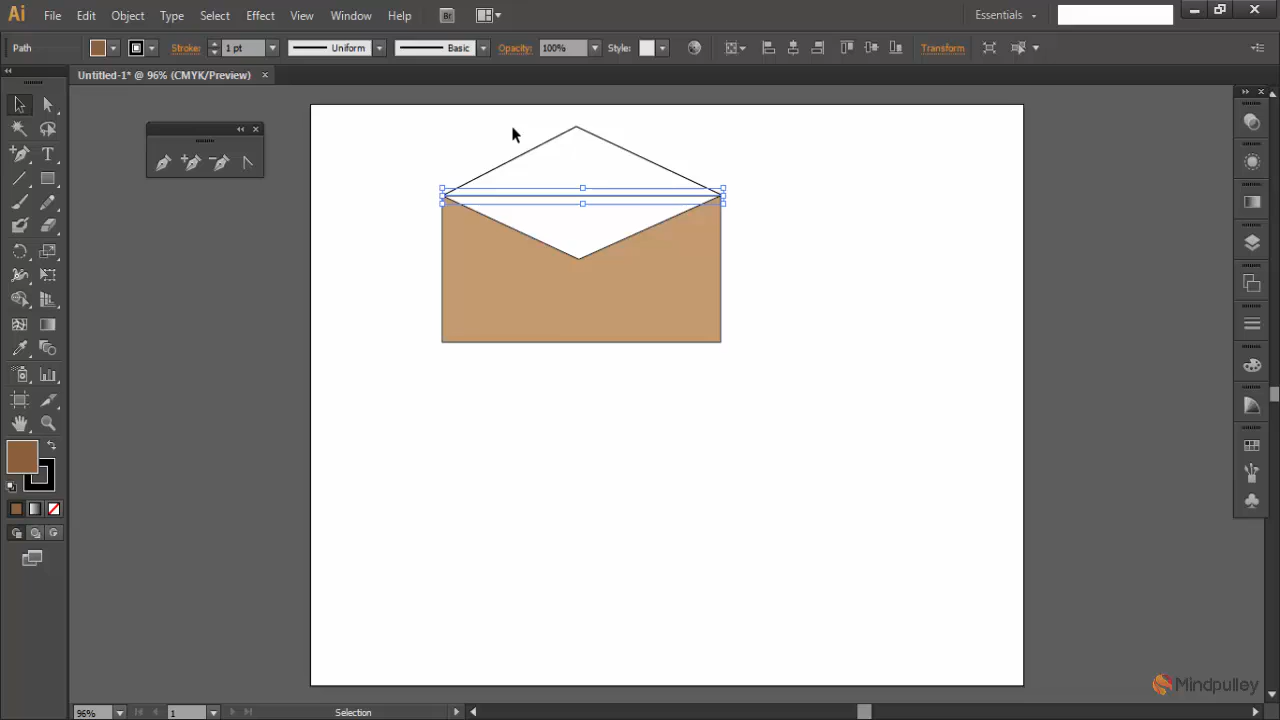 Ai File Edit Object Type Select Effect View Window Help Br Essentials
Path Stroke: 1 pt Uniform Basic Opacity: 100% Style: Transform
Untitled-1* @ 96% (CMYK/Preview)
Mindpulley
96% 1 Selection